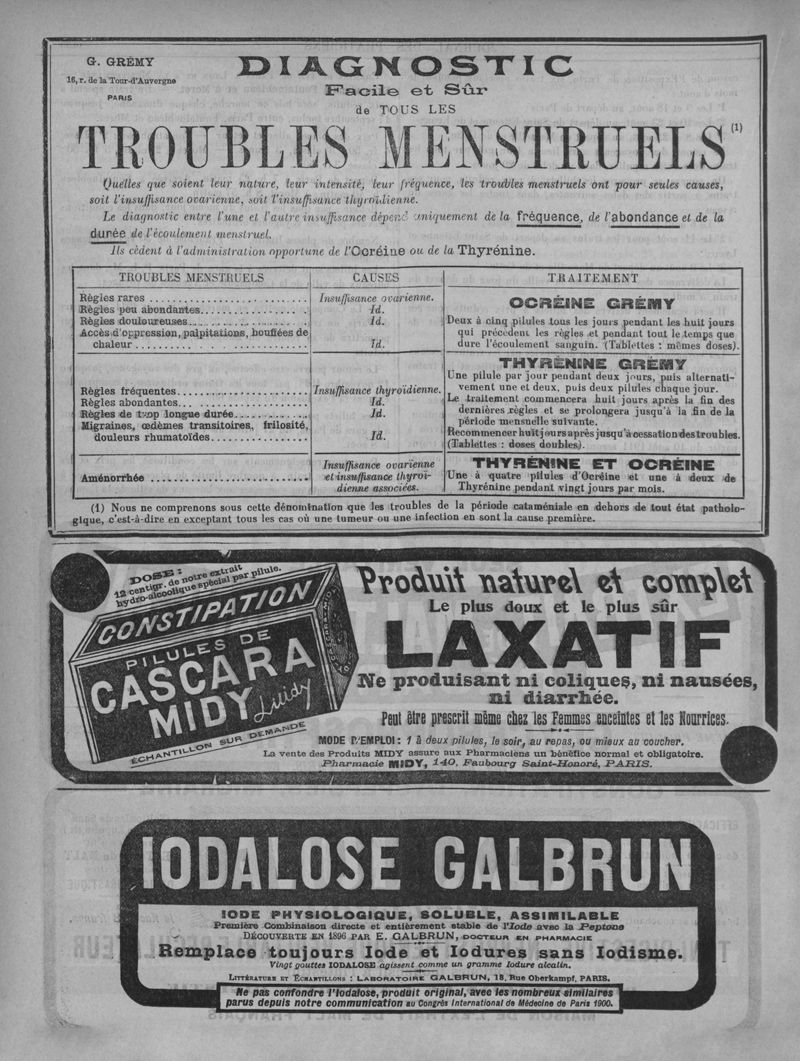 G. GRÉMY
16, r. de la Tour-d'Auvergne
PARIS
DIAGNOSTIC
Facile et Sûr
de TOUS LES
TROUBLES MENSTRUELS (1)
Quelles que soient leur nature, leur intensité, leur fréquence, les troubles menstruels ont pour seules causes,
soit l'insuffisance ovarienne, soit l'insuffisance thyroïdienne.
Le diagnostic entre l'une et l'autre insuffisance dépend uniquement de la fréquence, de l'abondance et de la
durée de l'écoulement menstruel.
Ils cèdent à l'administration opportune de l'Ocréine ou de la Thyrénine.
TROUBLES MENSTRUELS
CAUSES
TRAITEMENT
Règles rares
Insuffisance ovarienne.
Règles peu abondantes
Id.
Règles douloureuses
Id.
Accès d'oppression, palpitations, bouffées de
chaleur
Id.
OCRÉINE GRÉMY
Deux à cinq pilules tous les jours pendant les huit jours
qui précèdent les règles et pendant tout le temps que
dure l'écoulement sanguin. (Tablettes : mêmes doses).
Règles fréquentes
Insuffisance thyroïdienne.
Règles abondantes
Id.
Règles de trop longue durée
Id.
Migraines, œdèmes transitoires, frilosité,
douleurs rhumatoïdes
Id.
THYRÉNINE GRÉMY
Une pilule par jour pendant deux jours, puis alternati-
vement une et deux, puis deux pilules chaque jour.
Le traitement commencera huit jours après la fin des
dernières règles et se prolongera jusqu'à la fin de la
période mensuelle suivante.
Recommencer huit jours après jusqu'à cessation des troubles.
(Tablettes : doses doubles).
Aménorrhée
Insuffisance ovarienne
et insuffisance thyroï-
dienne associées.
THYRÉNINE ET OCRÉINE
Une à quatre pilules d'Ocréine et une à deux de
Thyrénine pendant vingt jours par mois.
(1) Nous ne comprenons sous cette dénomination que les troubles de la période cataméniale en dehors de tout état patholo-
gique, c'est-à-dire en exceptant tous les cas où une tumeur ou une infection en sont la cause première.
DOSE :
12 centigr. de notre extrait
hydro-alcoolique spécial par pilule.
CONSTIPATION
PILULES DE
CASCARA
MIDY
Midy
ÉCHANTILLON SUR DEMANDE
Produit naturel et complet
Le plus doux et le plus sûr
LAXATIF
Ne produisant ni coliques, ni nausées,
ni diarrhée.
Peut être prescrit même chez les Femmes enceintes et les Nourrices.
MODE D'EMPLOI : 1 à deux pilules, le soir, au repas, ou mieux au coucher.
La vente des Produits MIDY assure aux Pharmaciens un bénéfice normal et obligatoire.
Pharmacie MIDY, 140, Faubourg Saint-Honoré, PARIS.
IODALOSE GALBRUN
IODE PHYSIOLOGIQUE, SOLUBLE, ASSIMILABLE
Première Combinaison directe et entièrement stable de l'Iode avec la Peptone
DÉCOUVERTE EN 1896 PAR E. GALBRUN, DOCTEUR EN PHARMACIE
Remplace toujours Iode et Iodures sans Iodisme.
Vingt gouttes IODALOSE agissent comme un gramme Iodure alcalin.
LITTÉRATURE ET ÉCHANTILLONS : LABORATOIRE GALBRUN, 18, Rue Oberkampf, PARIS.
Ne pas confondre l'Iodalose, produit original, avec les nombreux similaires
parus depuis notre communication au Congrès International de Médecine de Paris 1900.